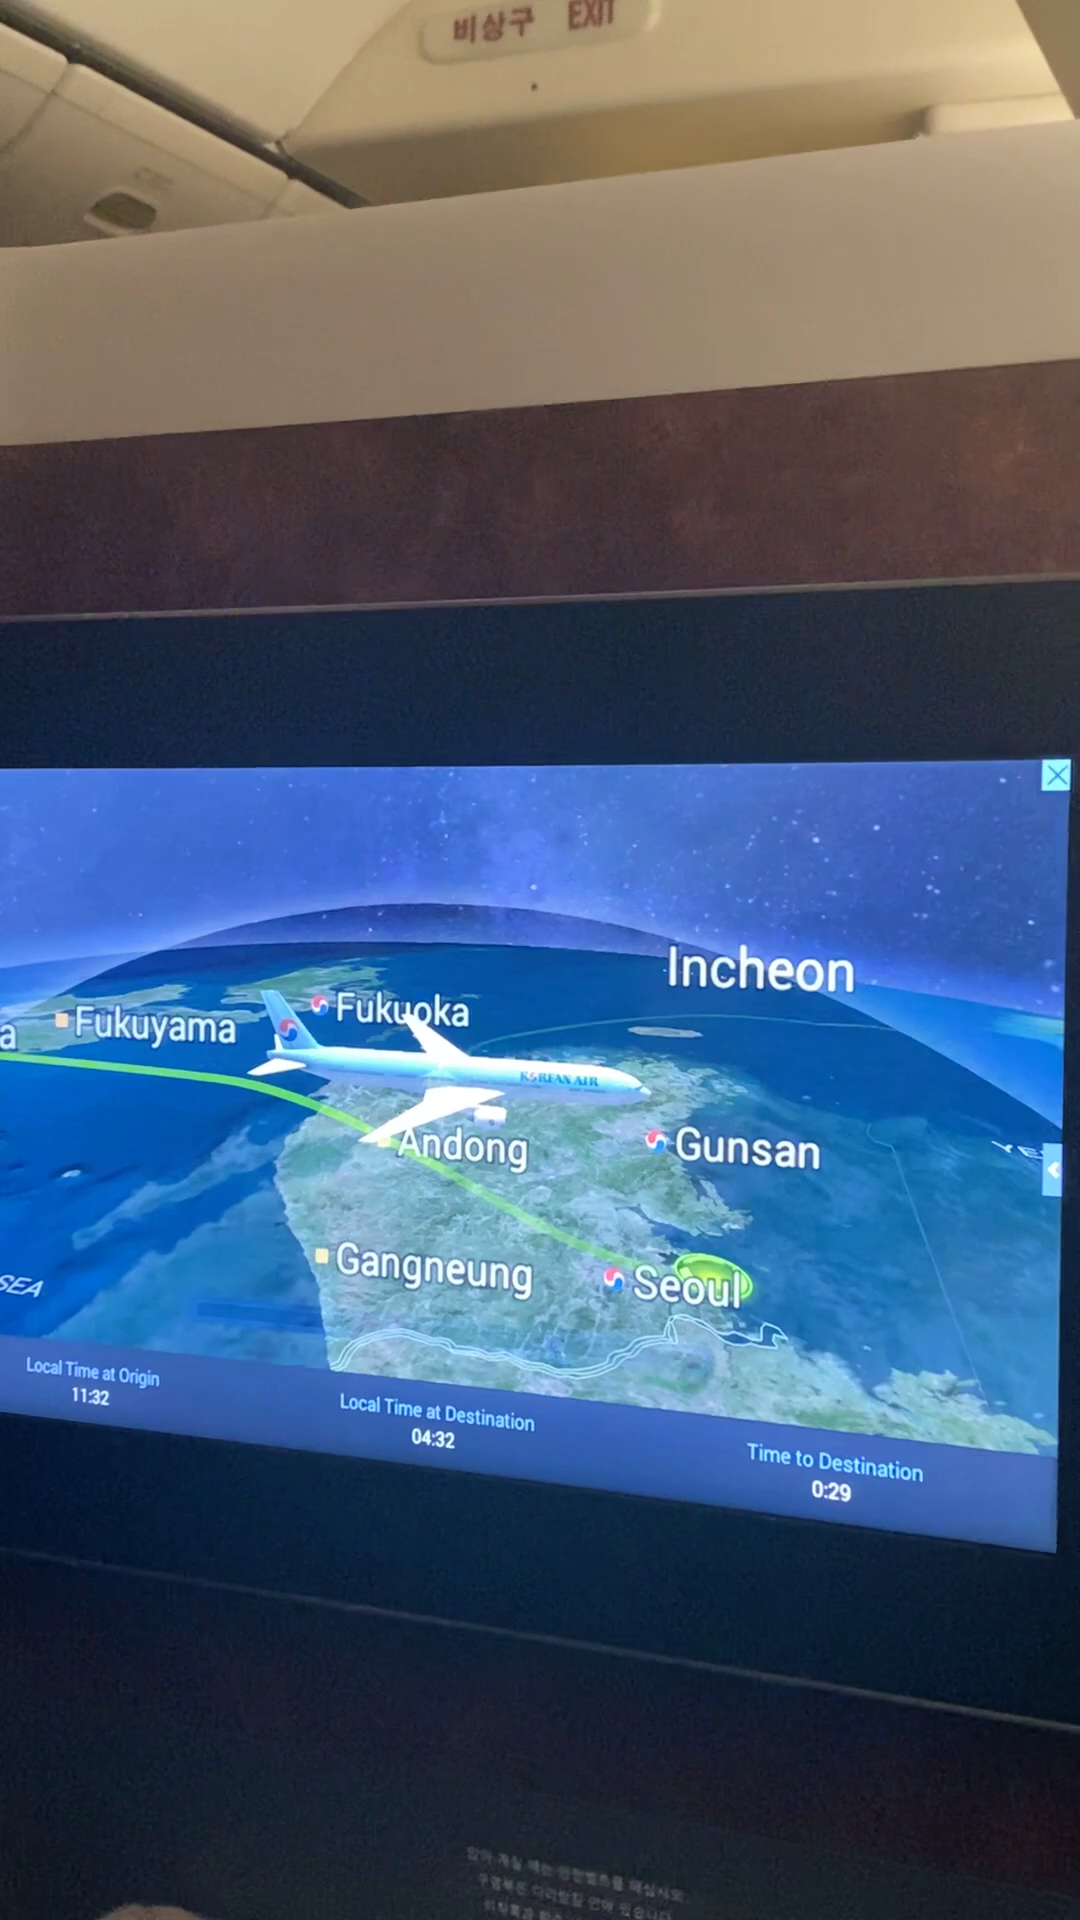 비상구 EXIT
Incheon
Fukuoka
Fukuyama
a
KOREAN AIR
Andong
Gunsan
YE
Gangneung
Seoul
SEA
Local Time at Origin
11:32
Local Time at Destination
04:32
Time to Destination
0:29